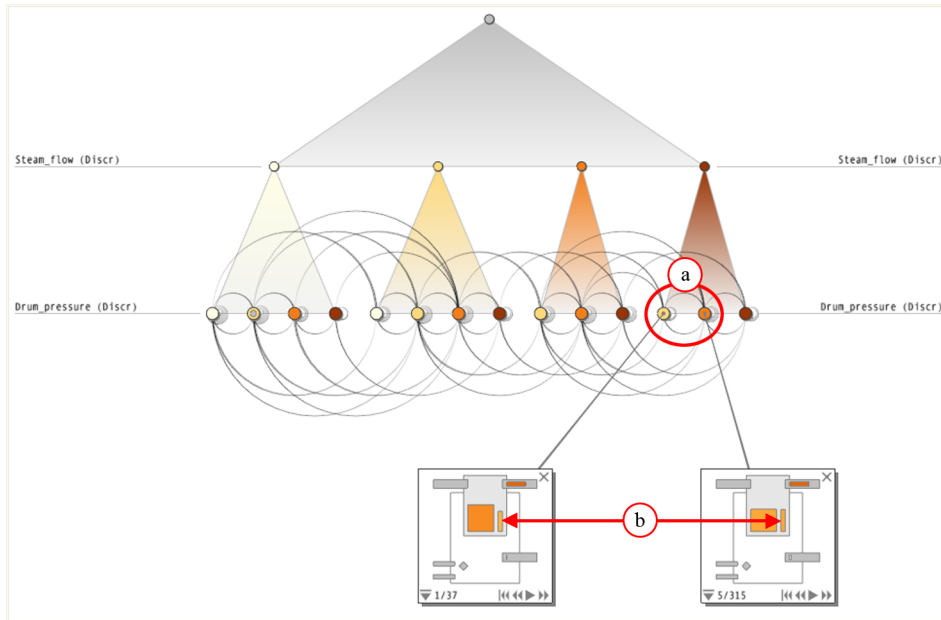 Steam_flow (Discr)
Steam_flow (Discr)
a
Drum_pressure (Discr)
Drum_pressure (Discr)
b
1/37
5/315